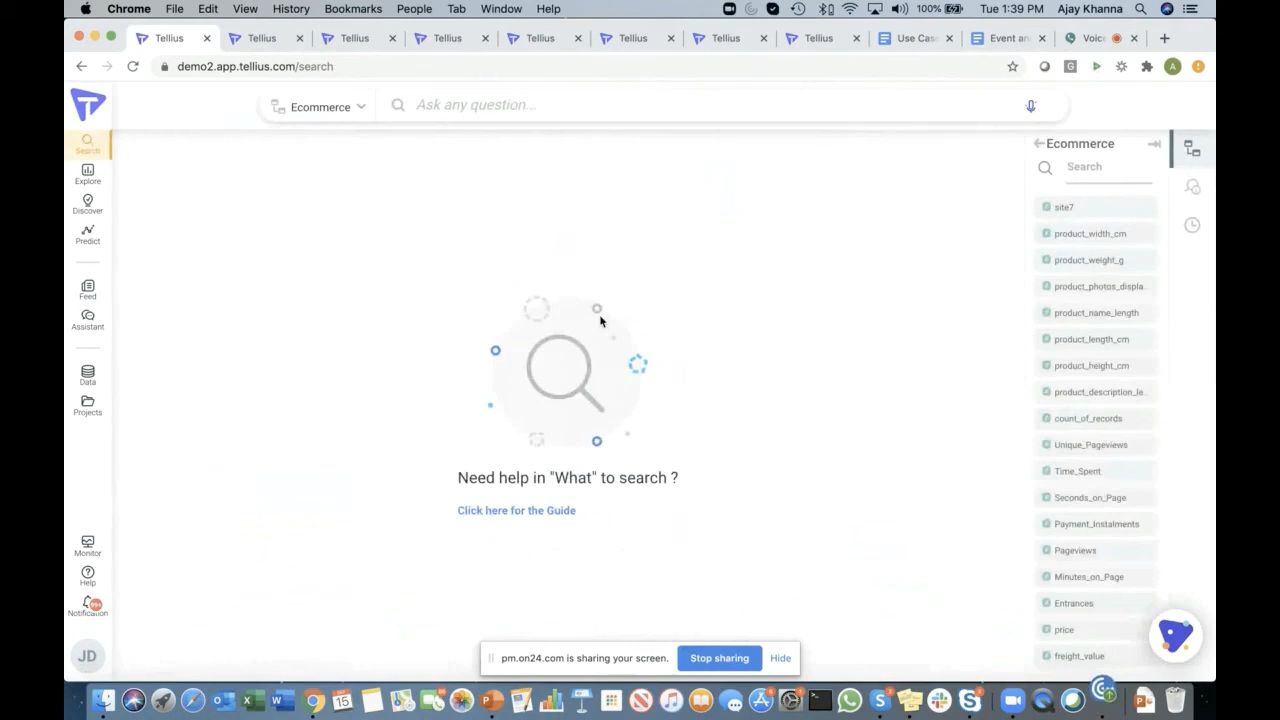 Chrome File Edit View History Bookmarks People Tab Window Help 100% Tue 1:39 PM Ajay Khanna
Tellius Tellius Tellius Tellius Tellius Tellius Tellius Tellius Use Cas Event an Voic
demo2.app.tellius.com/search G A
Ecommerce Ask any question...
Search
Explore
Discover
Predict
Feed
Assistant
Data
Projects
Monitor
Help
Notification
JD
Need help in "What" to search ?
Click here for the Guide
Ecommerce
Search
site7
product_width_cm
product_weight_g
product_photos_displa...
product_name_length
product_length_cm
product_height_cm
product_description_le...
count_of_records
Unique_Pageviews
Time_Spent
Seconds_on_Page
Payment_Instalments
Pageviews
Minutes_on_Page
Entrances
price
freight_value
pm.on24.com is sharing your screen. Stop sharing Hide
15